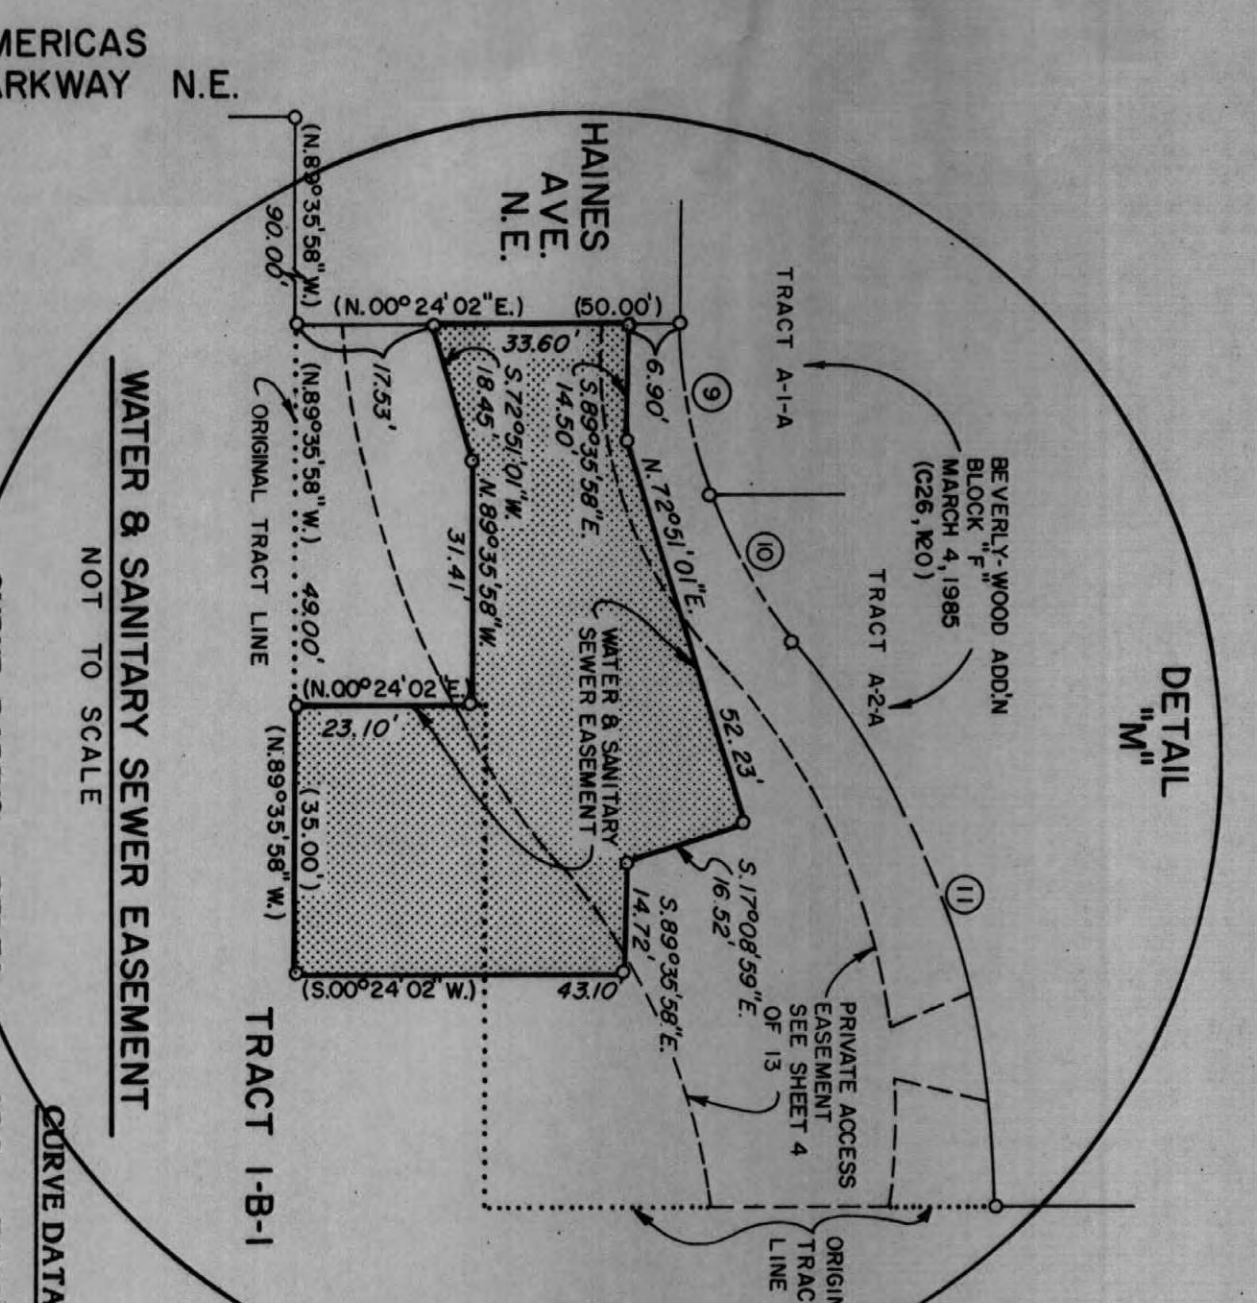 MERICAS
ARKWAY N.E.
DETAIL
"M"
BEVERLY-WOOD ADD'N
BLOCK "F"
MARCH 4, 1985
(C26, 120)
TRACT A-1-A
TRACT A-2-A
HAINES
AVE.
N.E.
(N.89°35'58"W.)
90.00'
(N.00°24'02"E.)
(50.00')
33.60'
6.90'
17.53'
(S.89°35'58"E.
14.50'
S.72°51'01"W.
(18.45'
N.72°51'01"E.
52.23'
N.89°35'58"W.
31.41'
(N.89°35'58"W.) 49.00'
ORIGINAL TRACT LINE
(N.00°24'02"E.)
23.10'
(35.00')
(N.89°35'58"W.)
(S.00°24'02"W.)
43.10'
WATER & SANITARY
SEWER EASEMENT
S.17°08'59"E.
16.52'
S.89°35'58"E.
14.72'
9
10
11
PRIVATE ACCESS
EASEMENT
SEE SHEET 4
OF 13
ORIGIN
TRAC
LINE
TRACT 1-B-1
WATER & SANITARY SEWER EASEMENT
NOT TO SCALE
CURVE DATA